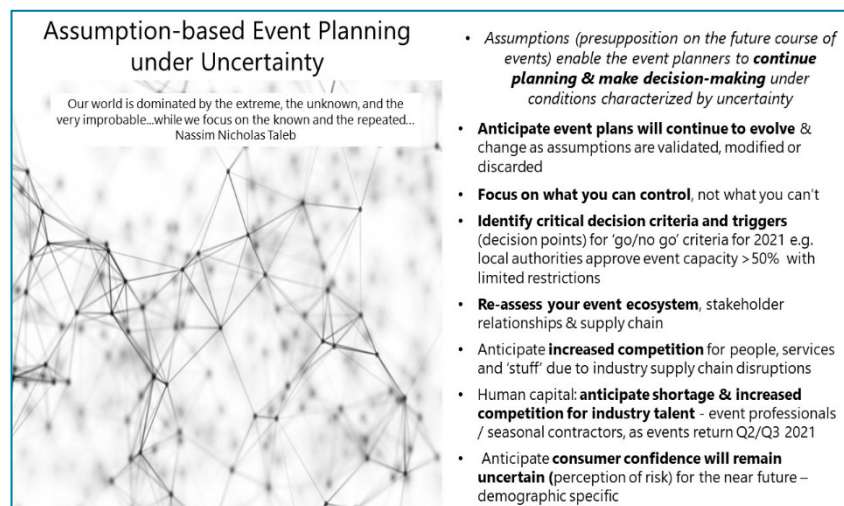 Assumption-based Event Planning
under Uncertainty
Our world is dominated by the extreme, the unknown, and the
very improbable...while we focus on the known and the repeated...
Nassim Nicholas Taleb
• Assumptions (presupposition on the future course of
events) enable the event planners to continue
planning & make decision-making under
conditions characterized by uncertainty
• Anticipate event plans will continue to evolve &
change as assumptions are validated, modified or
discarded
• Focus on what you can control, not what you can't
• Identify critical decision criteria and triggers
(decision points) for 'go/no go' criteria for 2021 e.g.
local authorities approve event capacity >50% with
limited restrictions
• Re-assess your event ecosystem, stakeholder
relationships & supply chain
• Anticipate increased competition for people, services
and 'stuff' due to industry supply chain disruptions
• Human capital: anticipate shortage & increased
competition for industry talent - event professionals
/ seasonal contractors, as events return Q2/Q3 2021
• Anticipate consumer confidence will remain
uncertain (perception of risk) for the near future –
demographic specific